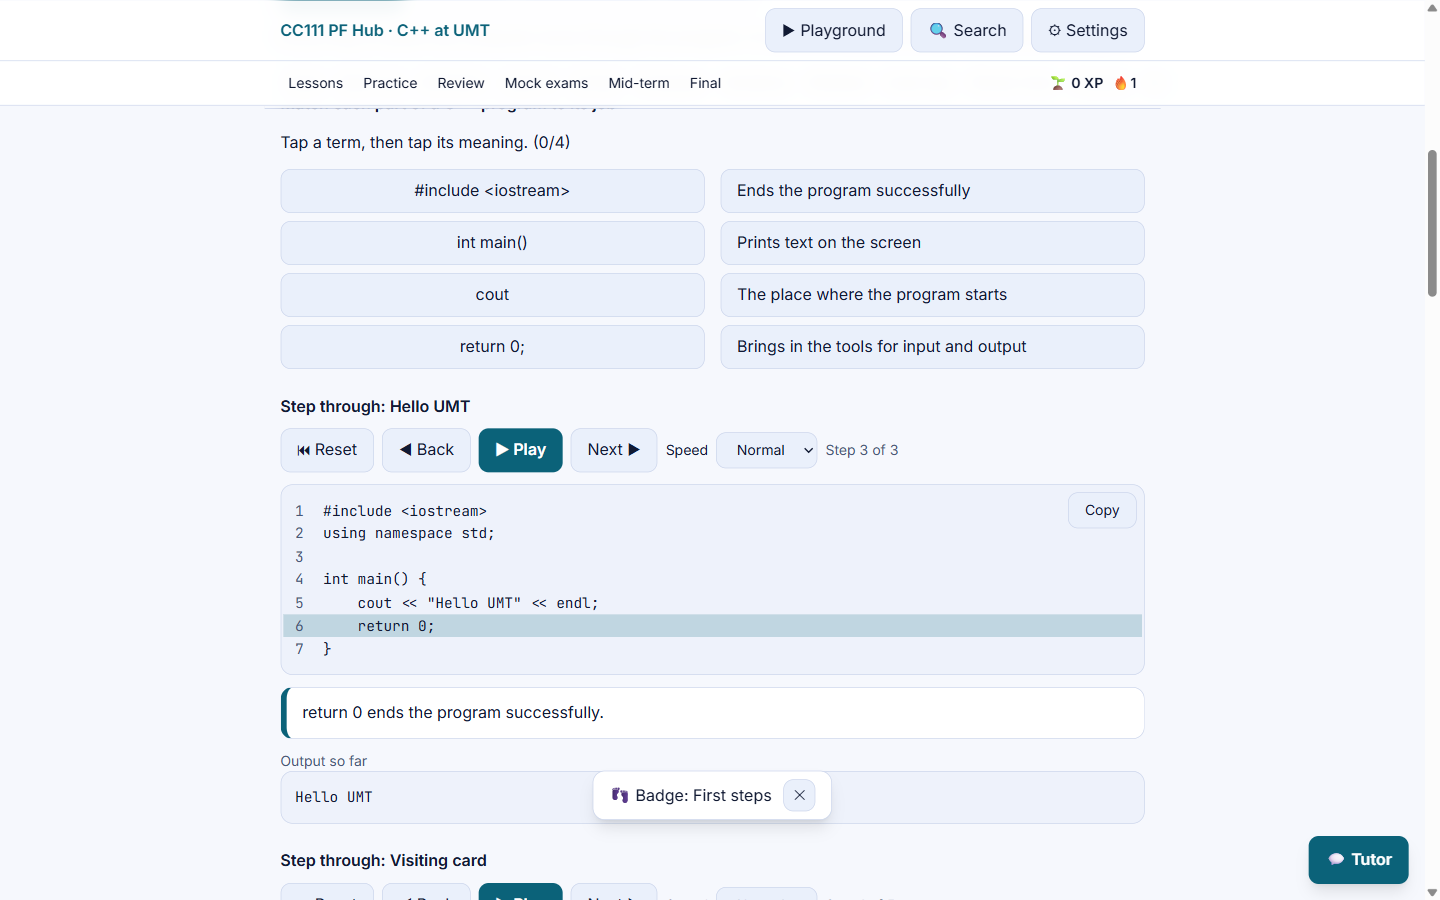 CC111 PF Hub · C++ at UMT
▶ Playground
🔍 Search
⚙ Settings
Lessons Practice Review Mock exams Mid-term Final
🌱 0 XP 🔥 1
Tap a term, then tap its meaning. (0/4)
#include <iostream>
Ends the program successfully
int main()
Prints text on the screen
cout
The place where the program starts
return 0;
Brings in the tools for input and output
Step through: Hello UMT
⏮ Reset ◀ Back ▶ Play Next ▶ Speed Normal Step 3 of 3
Copy
1 #include <iostream>
2 using namespace std;
3
4 int main() {
5     cout << "Hello UMT" << endl;
6     return 0;
7 }
return 0 ends the program successfully.
Output so far
Hello UMT
👣 Badge: First steps ×
Step through: Visiting card
💬 Tutor